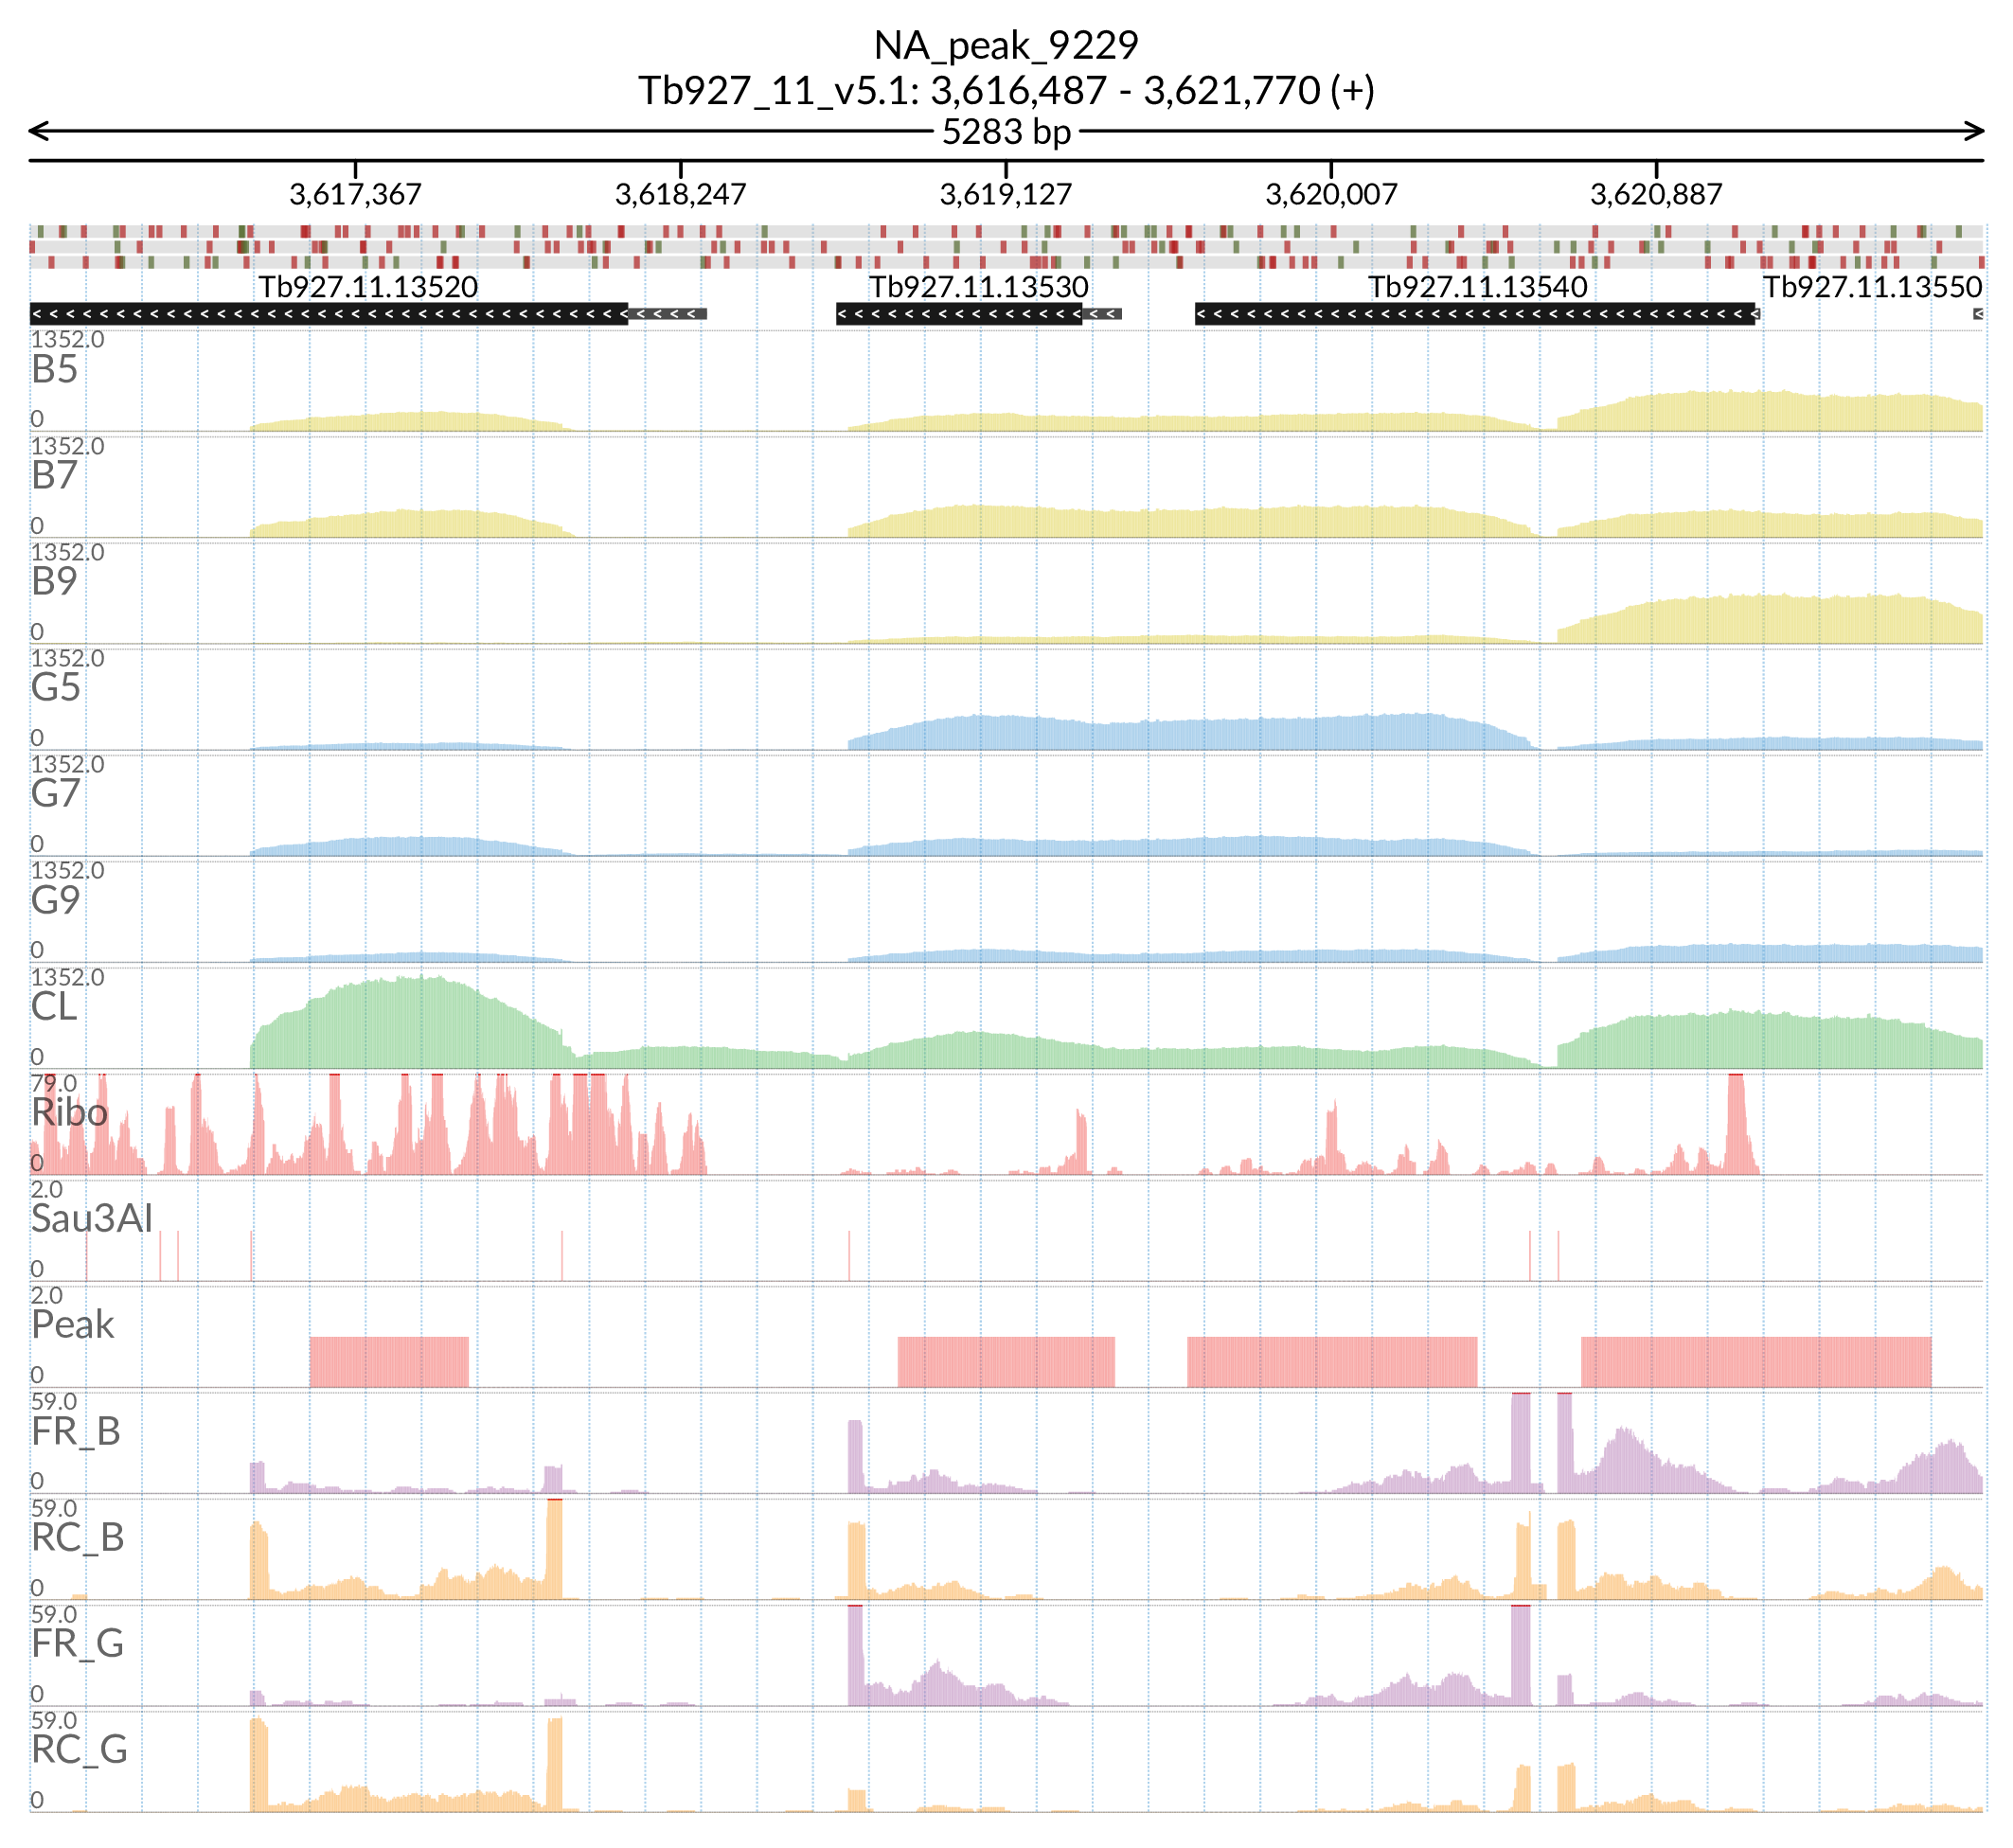 NA_peak_9229
Tb927_11_v5.1: 3,616,487 - 3,621,770 (+)
5283 bp
3,617,367 3,618,247 3,619,127 3,620,007 3,620,887
Tb927.11.13520 Tb927.11.13530 Tb927.11.13540 Tb927.11.13550
1352.0
B5
0
1352.0
B7
0
1352.0
B9
0
1352.0
G5
0
1352.0
G7
0
1352.0
G9
0
1352.0
CL
0
79.0
Ribo
0
2.0
Sau3AI
0
2.0
Peak
0
59.0
FR_B
0
59.0
RC_B
0
59.0
FR_G
0
59.0
RC_G
0